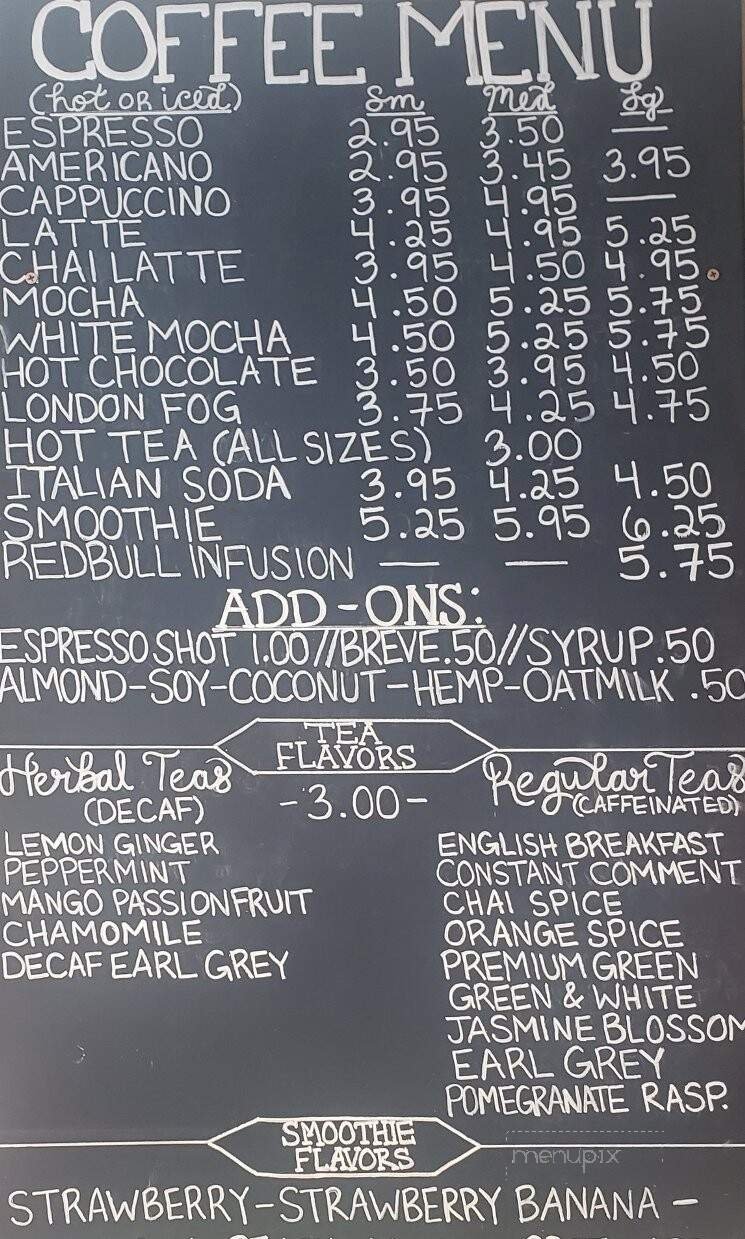 COFFEE MENU
(hot OR iced) Sm Med Lg
ESPRESSO 2.95 3.50 —
AMERICANO 2.95 3.45 3.95
CAPPUCCINO 3.95 4.95 —
LATTE 4.25 4.95 5.25
CHAI LATTE 3.95 4.50 4.95
MOCHA 4.50 5.25 5.75
WHITE MOCHA 4.50 5.25 5.75
HOT CHOCOLATE 3.50 3.95 4.50
LONDON FOG 3.75 4.25 4.75
HOT TEA (ALL SIZES) 3.00
ITALIAN SODA 3.95 4.25 4.50
SMOOTHIE 5.25 5.95 6.25
REDBULL INFUSION — — 5.75
ADD-ONS:
ESPRESSO SHOT 1.00//BREVE.50//SYRUP.50
ALMOND-SOY-COCONUT-HEMP-OATMILK .50
TEA
FLAVORS
-3.00-
Herbal Teas
(DECAF)
LEMON GINGER
PEPPERMINT
MANGO PASSIONFRUIT
CHAMOMILE
DECAF EARL GREY
Regular Teas
(CAFFEINATED)
ENGLISH BREAKFAST
CONSTANT COMMENT
CHAI SPICE
ORANGE SPICE
PREMIUM GREEN
GREEN & WHITE
JASMINE BLOSSOM
EARL GREY
POMEGRANATE RASP.
SMOOTHIE
FLAVORS
menupix
STRAWBERRY-STRAWBERRY BANANA -